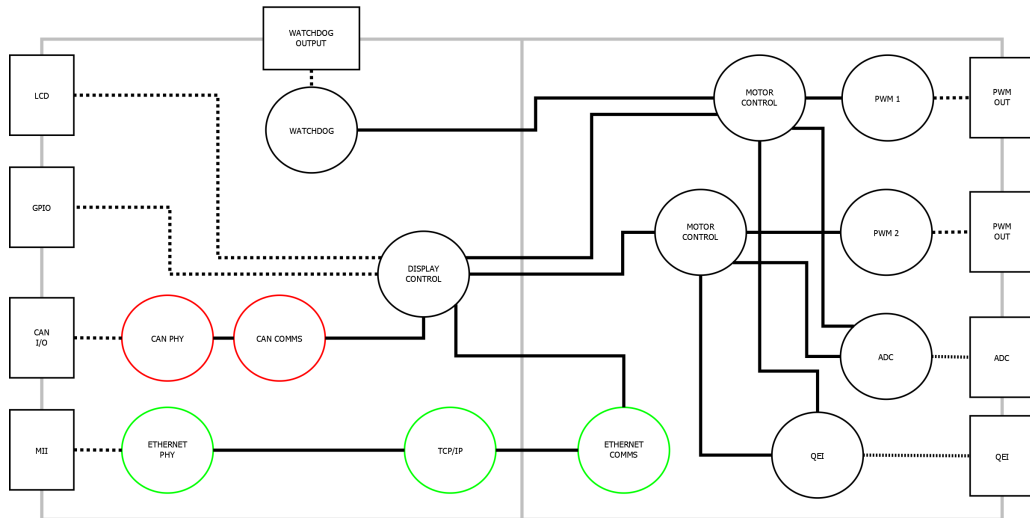 WATCHDOG
OUTPUT
LCD
WATCHDOG
MOTOR
CONTROL
PWM 1
PWM
OUT
GPIO
DISPLAY
CONTROL
MOTOR
CONTROL
PWM 2
PWM
OUT
CAN
I/O
CAN PHY
CAN COMMS
ADC
ADC
MII
ETHERNET
PHY
TCP/IP
ETHERNET
COMMS
QEI
QEI